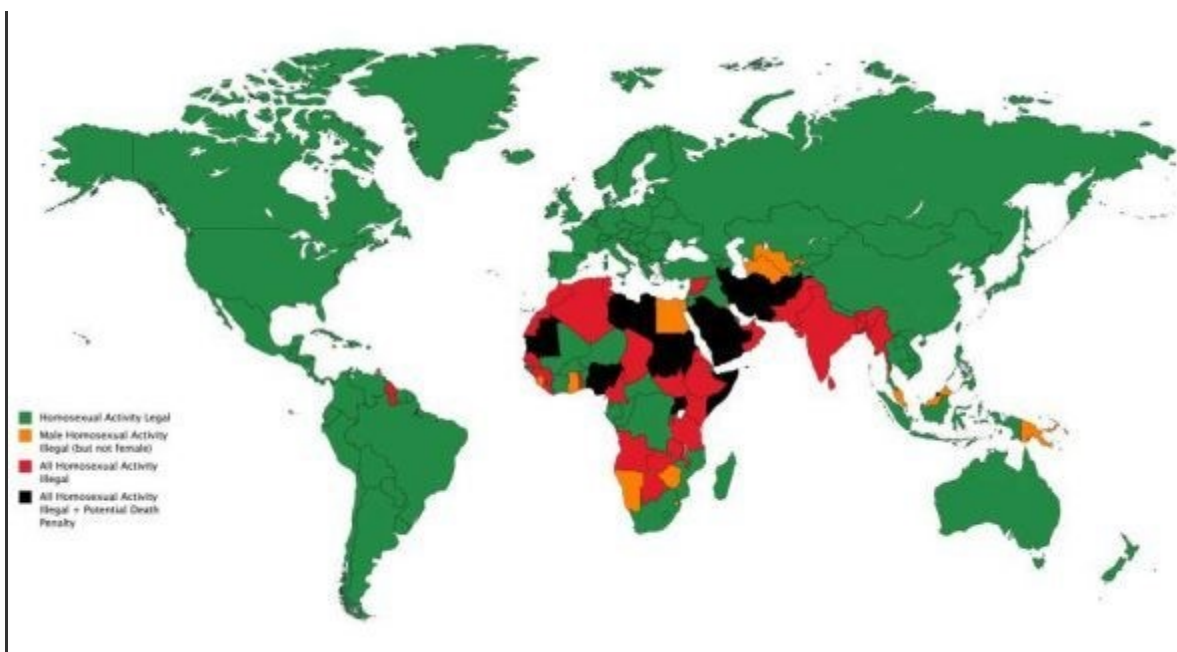 Homosexual Activity Legal
Male Homosexual Activity
Illegal (but not female)
All Homosexual Activity
Illegal
All Homosexual Activity
Illegal + Potential Death
Penalty